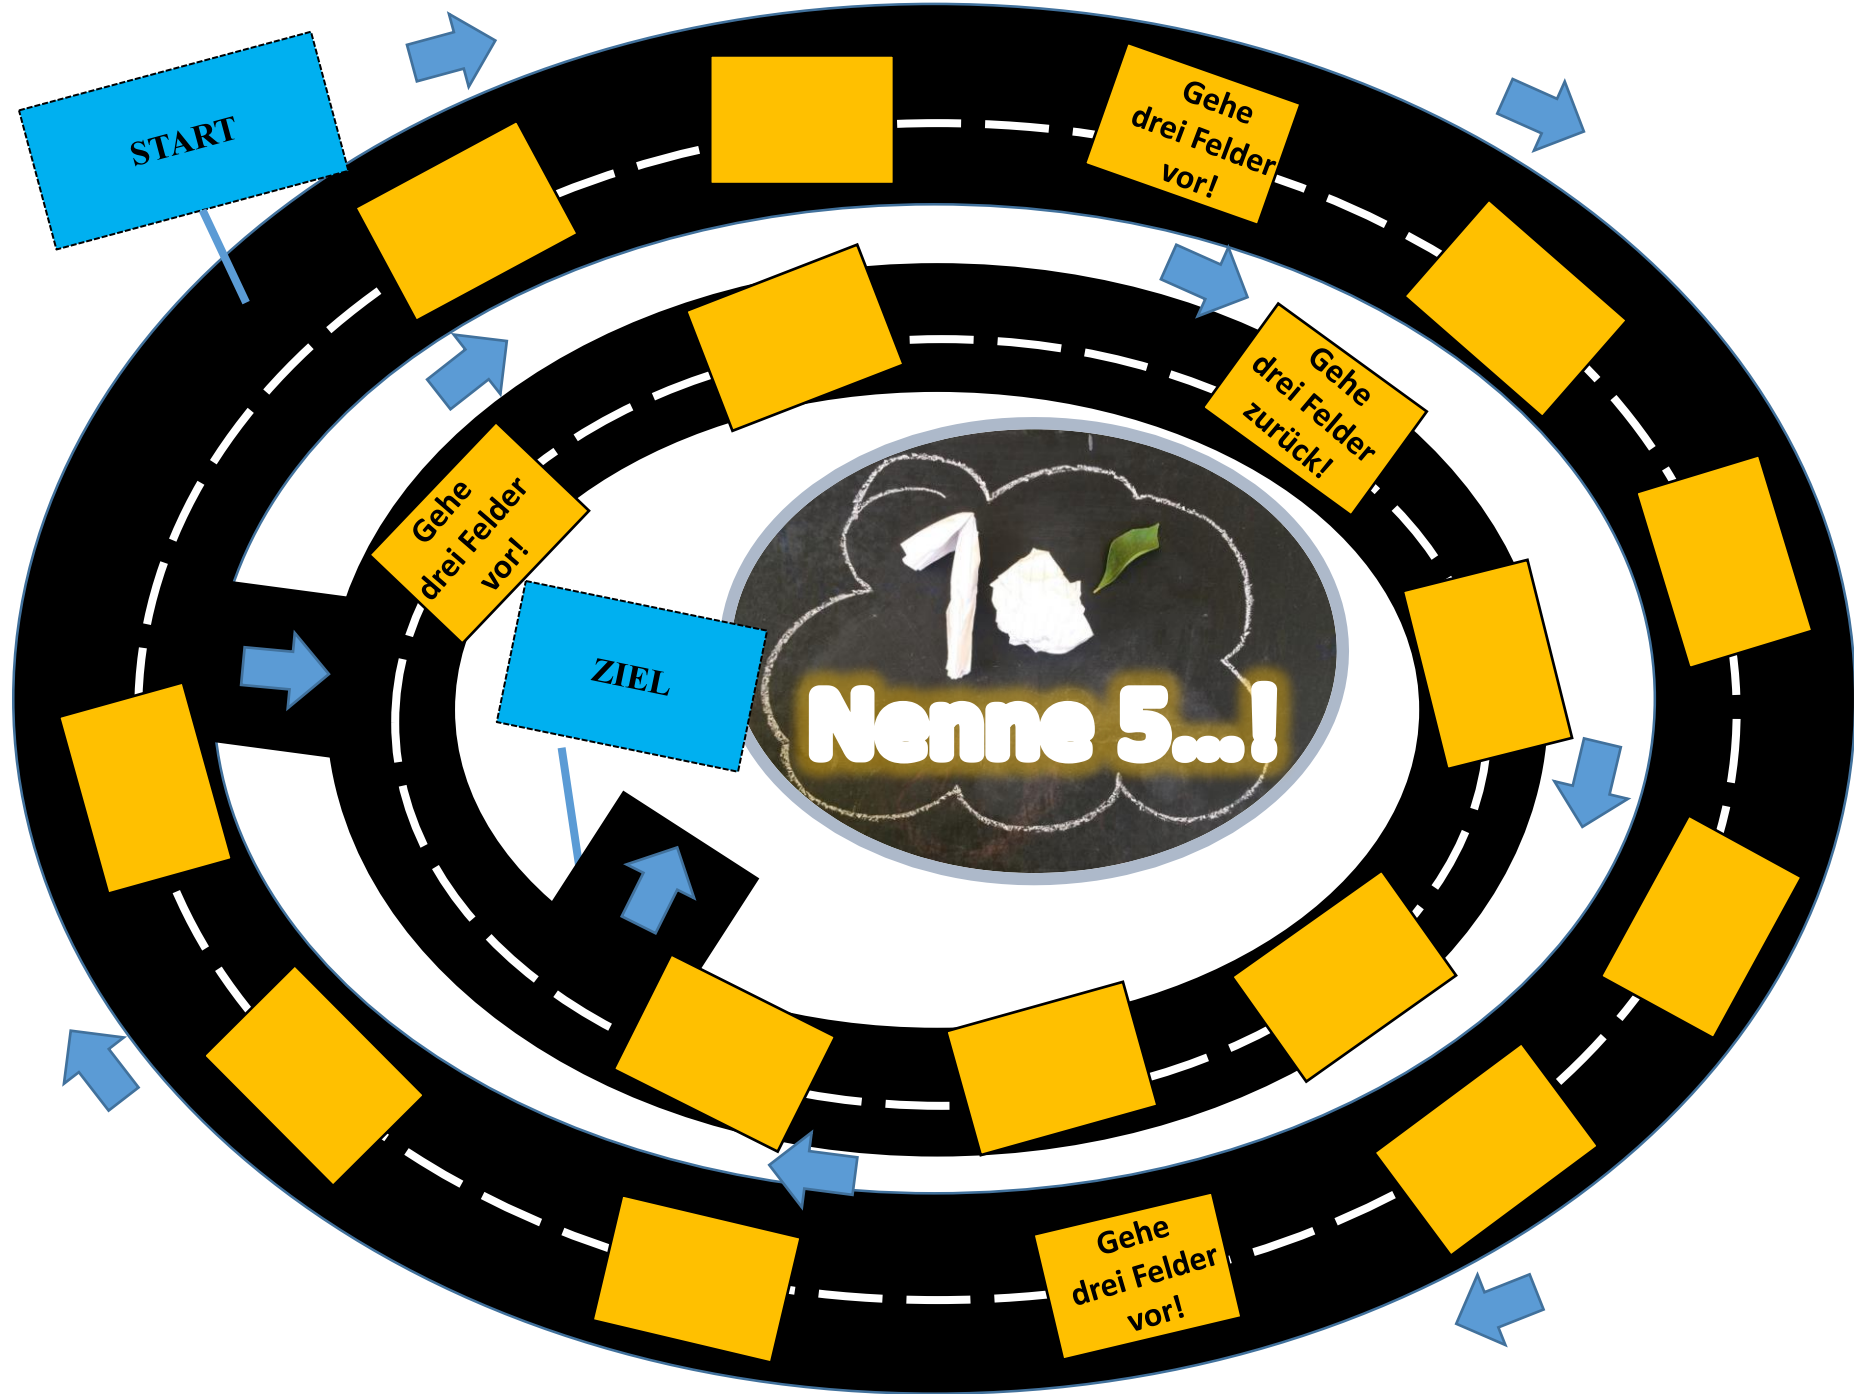 START
Gehe
drei Felder
vor!
Gehe
drei Felder
zurück!
Gehe
drei Felder
vor!
ZIEL
10
Nenne 5...!
Gehe
drei Felder
vor!